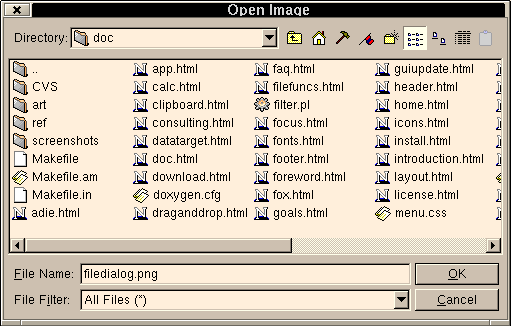 Open Image
Directory: doc
.. app.html faq.html guiupdate.html
CVS calc.html filefuncs.html header.html
art clipboard.html filter.pl home.html
ref consulting.html focus.html icons.html
screenshots datatarget.html fonts.html install.html
Makefile doc.html footer.html introduction.html
Makefile.am download.html foreword.html layout.html
Makefile.in doxygen.cfg fox.html license.html
adie.html draganddrop.html goals.html menu.css
File Name: filedialog.png OK
File Filter: All Files (*) Cancel